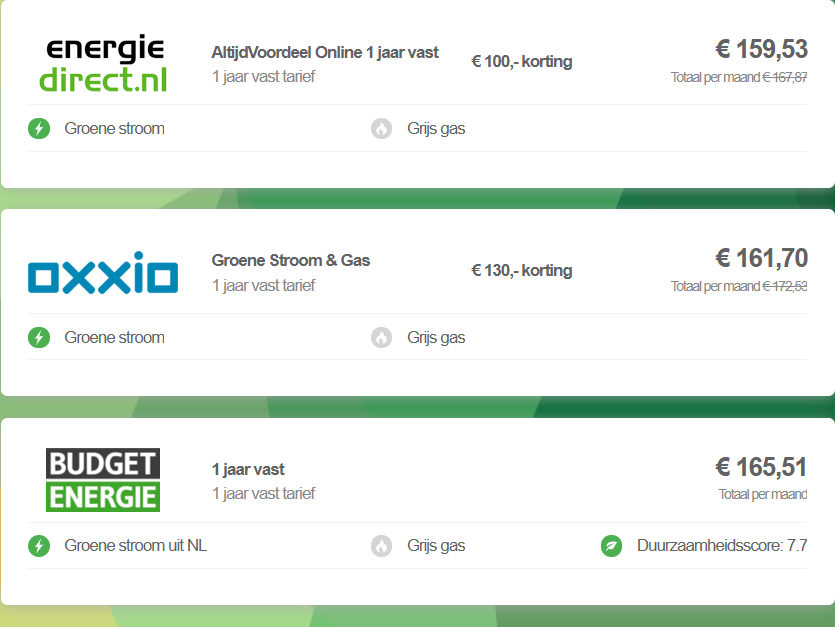 energie
direct.nl
AltijdVoordeel Online 1 jaar vast
1 jaar vast tarief
€ 100,- korting
€ 159,53
Totaal per maand € 167,87
Groene stroom
Grijs gas
oxxio
Groene Stroom & Gas
1 jaar vast tarief
€ 130,- korting
€ 161,70
Totaal per maand € 172,53
Groene stroom
Grijs gas
BUDGET
ENERGIE
1 jaar vast
1 jaar vast tarief
€ 165,51
Totaal per maand
Groene stroom uit NL
Grijs gas
Duurzaamheidsscore: 7.7